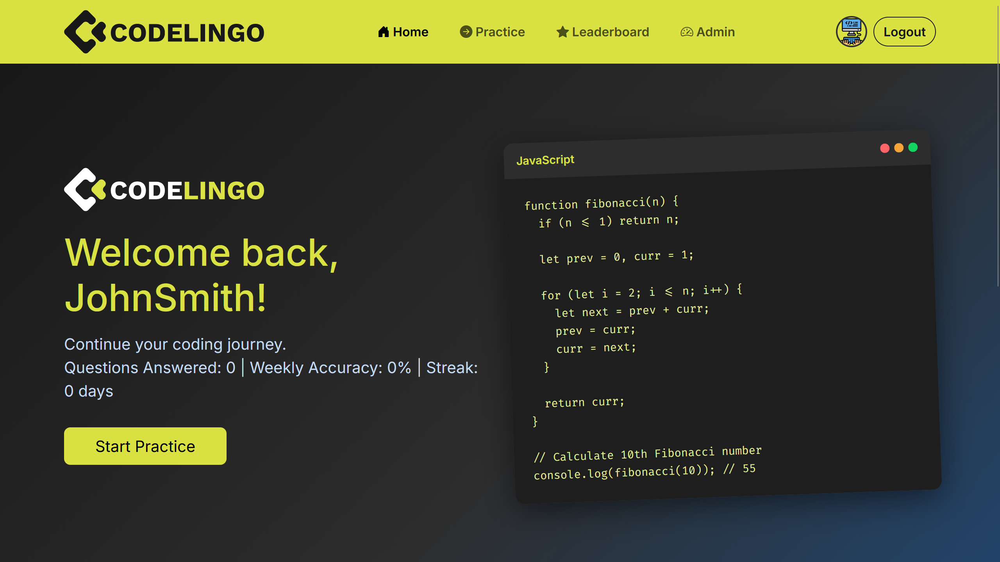 CODELINGO
Home
Practice
Leaderboard
Admin
Logout
CODELINGO
Welcome back,
JohnSmith!
Continue your coding journey.
Questions Answered: 0 | Weekly Accuracy: 0% | Streak:
0 days
Start Practice
JavaScript
function fibonacci(n) {
if (n <= 1) return n;
let prev = 0, curr = 1;
for (let i = 2; i <= n; i++) {
let next = prev + curr;
prev = curr;
curr = next;
}
return curr;
}
// Calculate 10th Fibonacci number
console.log(fibonacci(10)); // 55